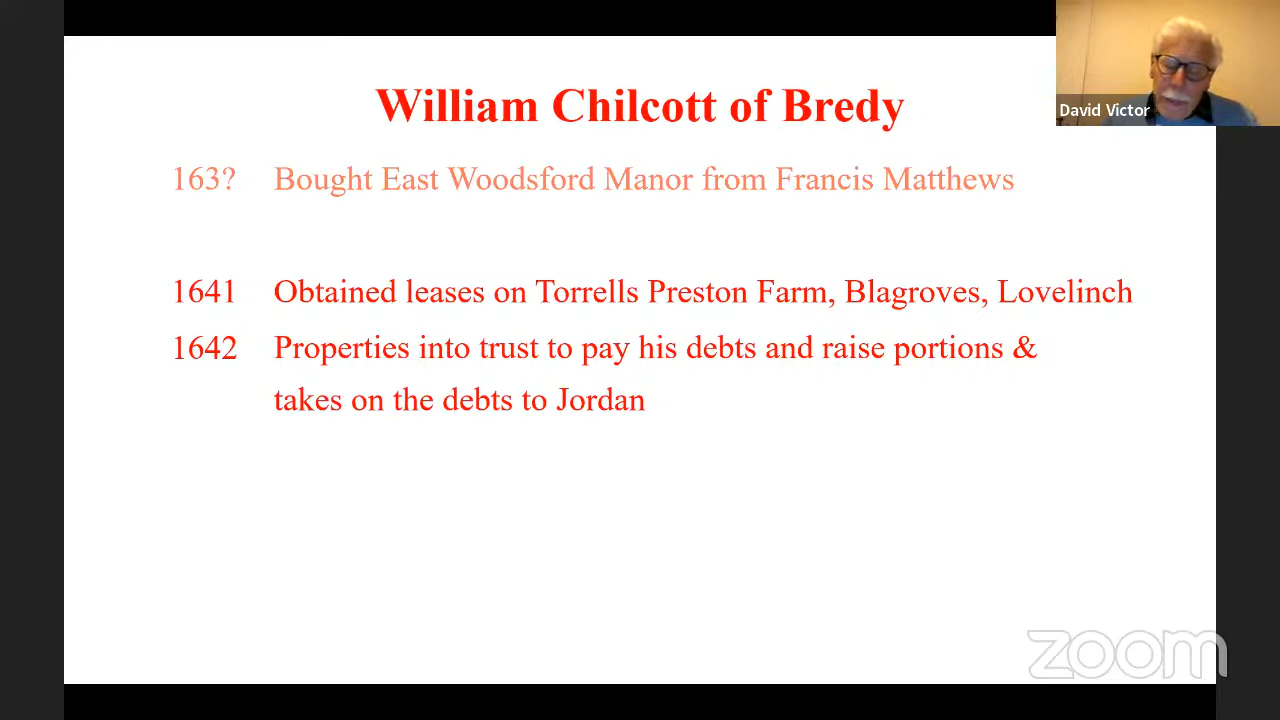 William Chilcott of Bredy
David Victor
163? Bought East Woodsford Manor from Francis Matthews
1641 Obtained leases on Torrells Preston Farm, Blagroves, Lovelinch
1642 Properties into trust to pay his debts and raise portions &
takes on the debts to Jordan
zoom